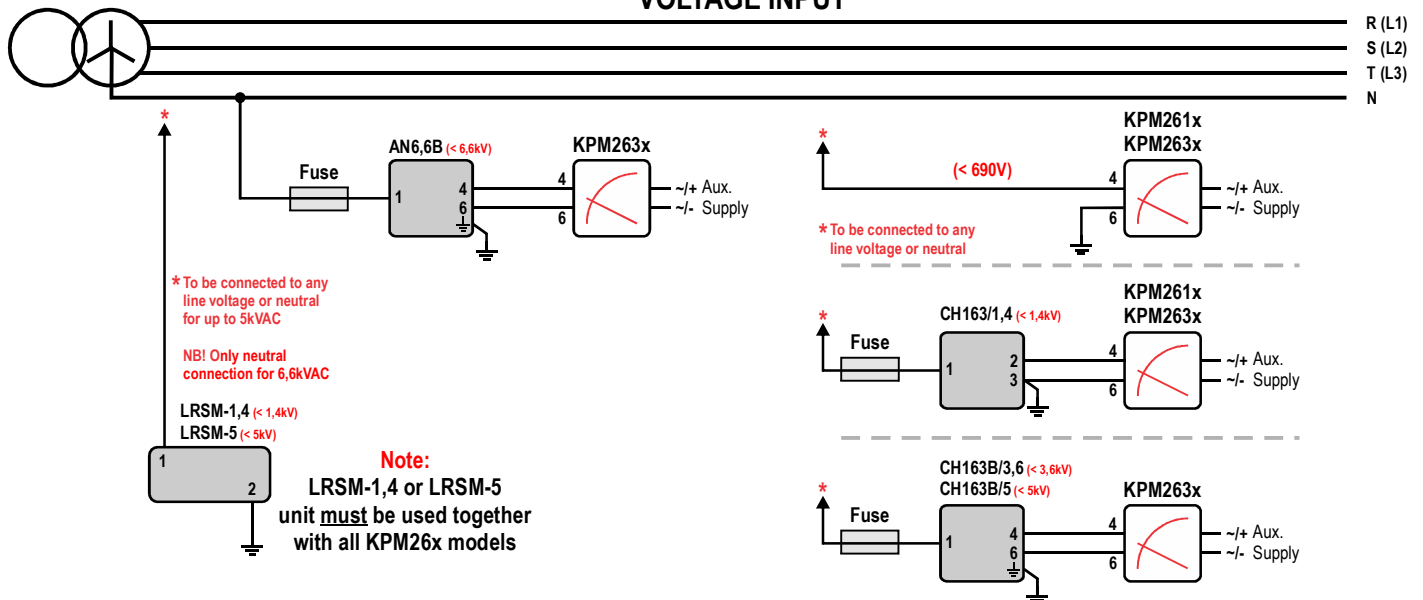 VOLTAGE INPUT
R (L1)
S (L2)
T (L3)
N
*
Fuse
AN6,6B (< 6,6kV)
1
4
6
KPM263x
4
6
~/+ Aux.
~/- Supply
* To be connected to any
line voltage or neutral
for up to 5kVAC
NB! Only neutral
connection for 6,6kVAC
LRSM-1,4 (< 1,4kV)
LRSM-5 (< 5kV)
1
2
Note:
LRSM-1,4 or LRSM-5
unit must be used together
with all KPM26x models
*
(< 690V)
KPM261x
KPM263x
4
6
~/+ Aux.
~/- Supply
* To be connected to any
line voltage or neutral
*
Fuse
CH163/1,4 (< 1,4kV)
1
2
3
KPM261x
KPM263x
4
6
~/+ Aux.
~/- Supply
*
Fuse
CH163B/3,6 (< 3,6kV)
CH163B/5 (< 5kV)
1
4
6
KPM263x
4
6
~/+ Aux.
~/- Supply